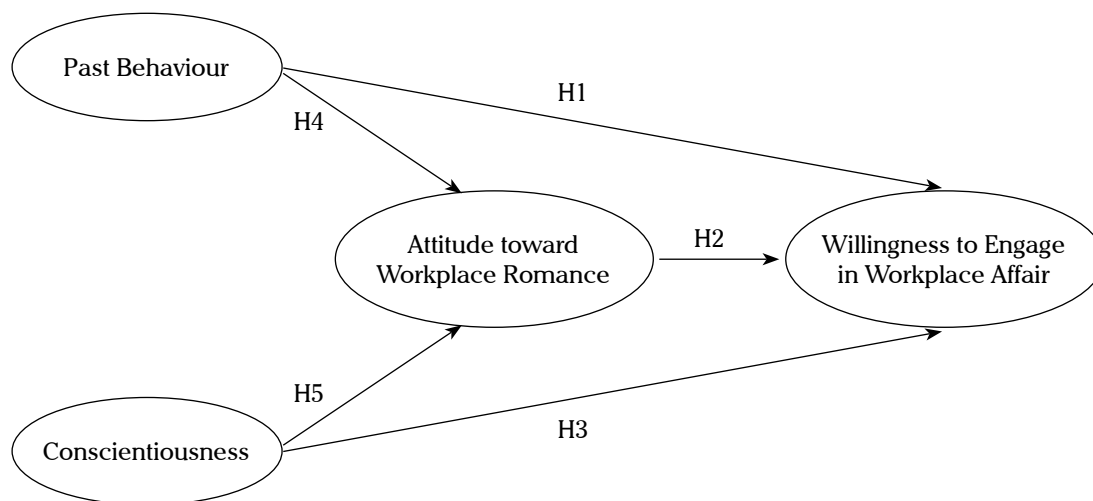 Past Behaviour
H1
H4
Attitude toward
Workplace Romance
H2
Willingness to Engage
in Workplace Affair
H5
H3
Conscientiousness